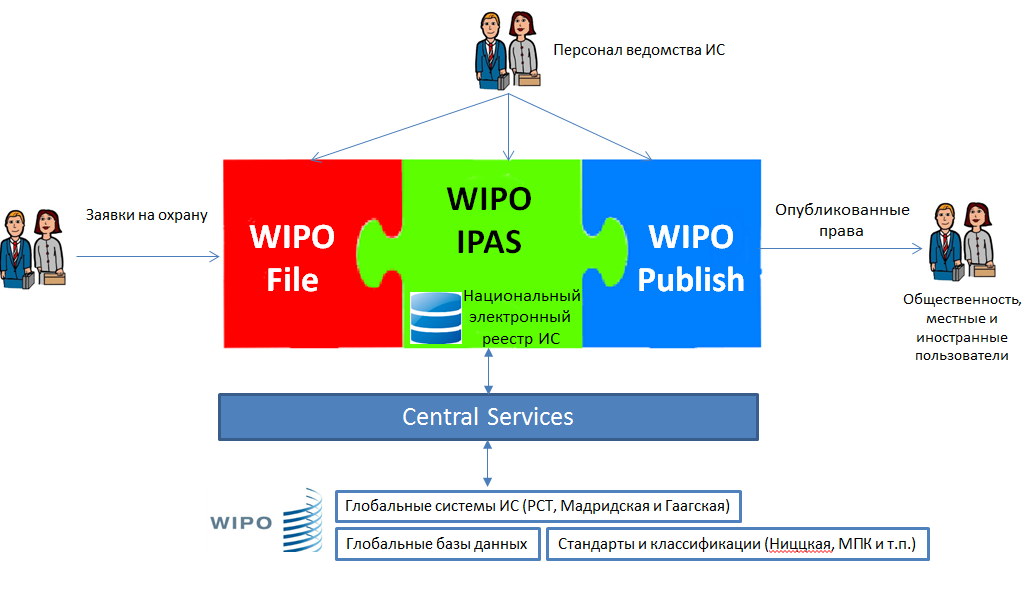 Персонал ведомства ИС
Заявки на охрану
WIPO
File
WIPO
IPAS
Национальный
электронный
реестр ИС
WIPO
Publish
Опубликованные
права
Общественность,
местные и
иностранные
пользователи
Central Services
WIPO
Глобальные системы ИС (РСТ, Мадридская и Гаагская)
Глобальные базы данных
Стандарты и классификации (Ниццкая, МПК и т.п.)